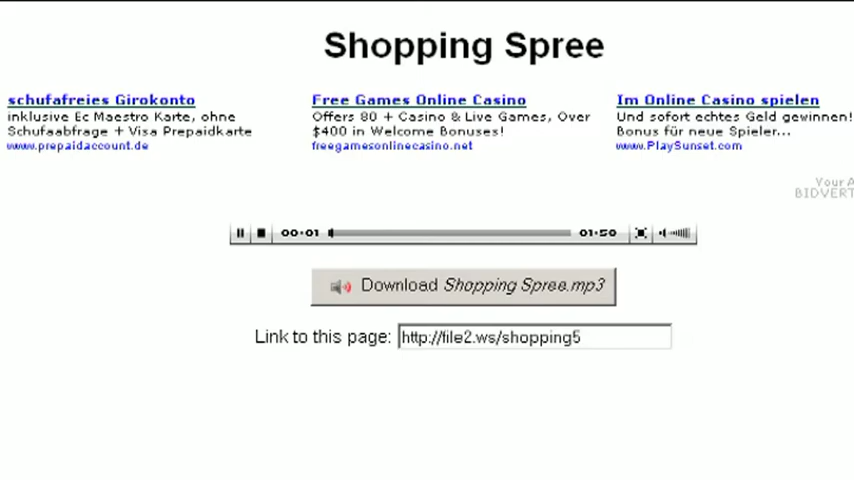 Shopping Spree
schufafreies Girokonto
inklusive Ec Maestro Karte, ohne
Schufaabfrage + Visa Prepaidkarte
www.prepaidaccount.de
Free Games Online Casino
Offers 80 + Casino & Live Games, Over
$400 in Welcome Bonuses!
freegamesonlinecasino.net
Im Online Casino spielen
Und sofort echtes Geld gewinnen!
Bonus für neue Spieler...
www.PlaySunset.com
Your A
BIDVERT
00:01 01:50
Download Shopping Spree.mp3
Link to this page: http://file2.ws/shopping5